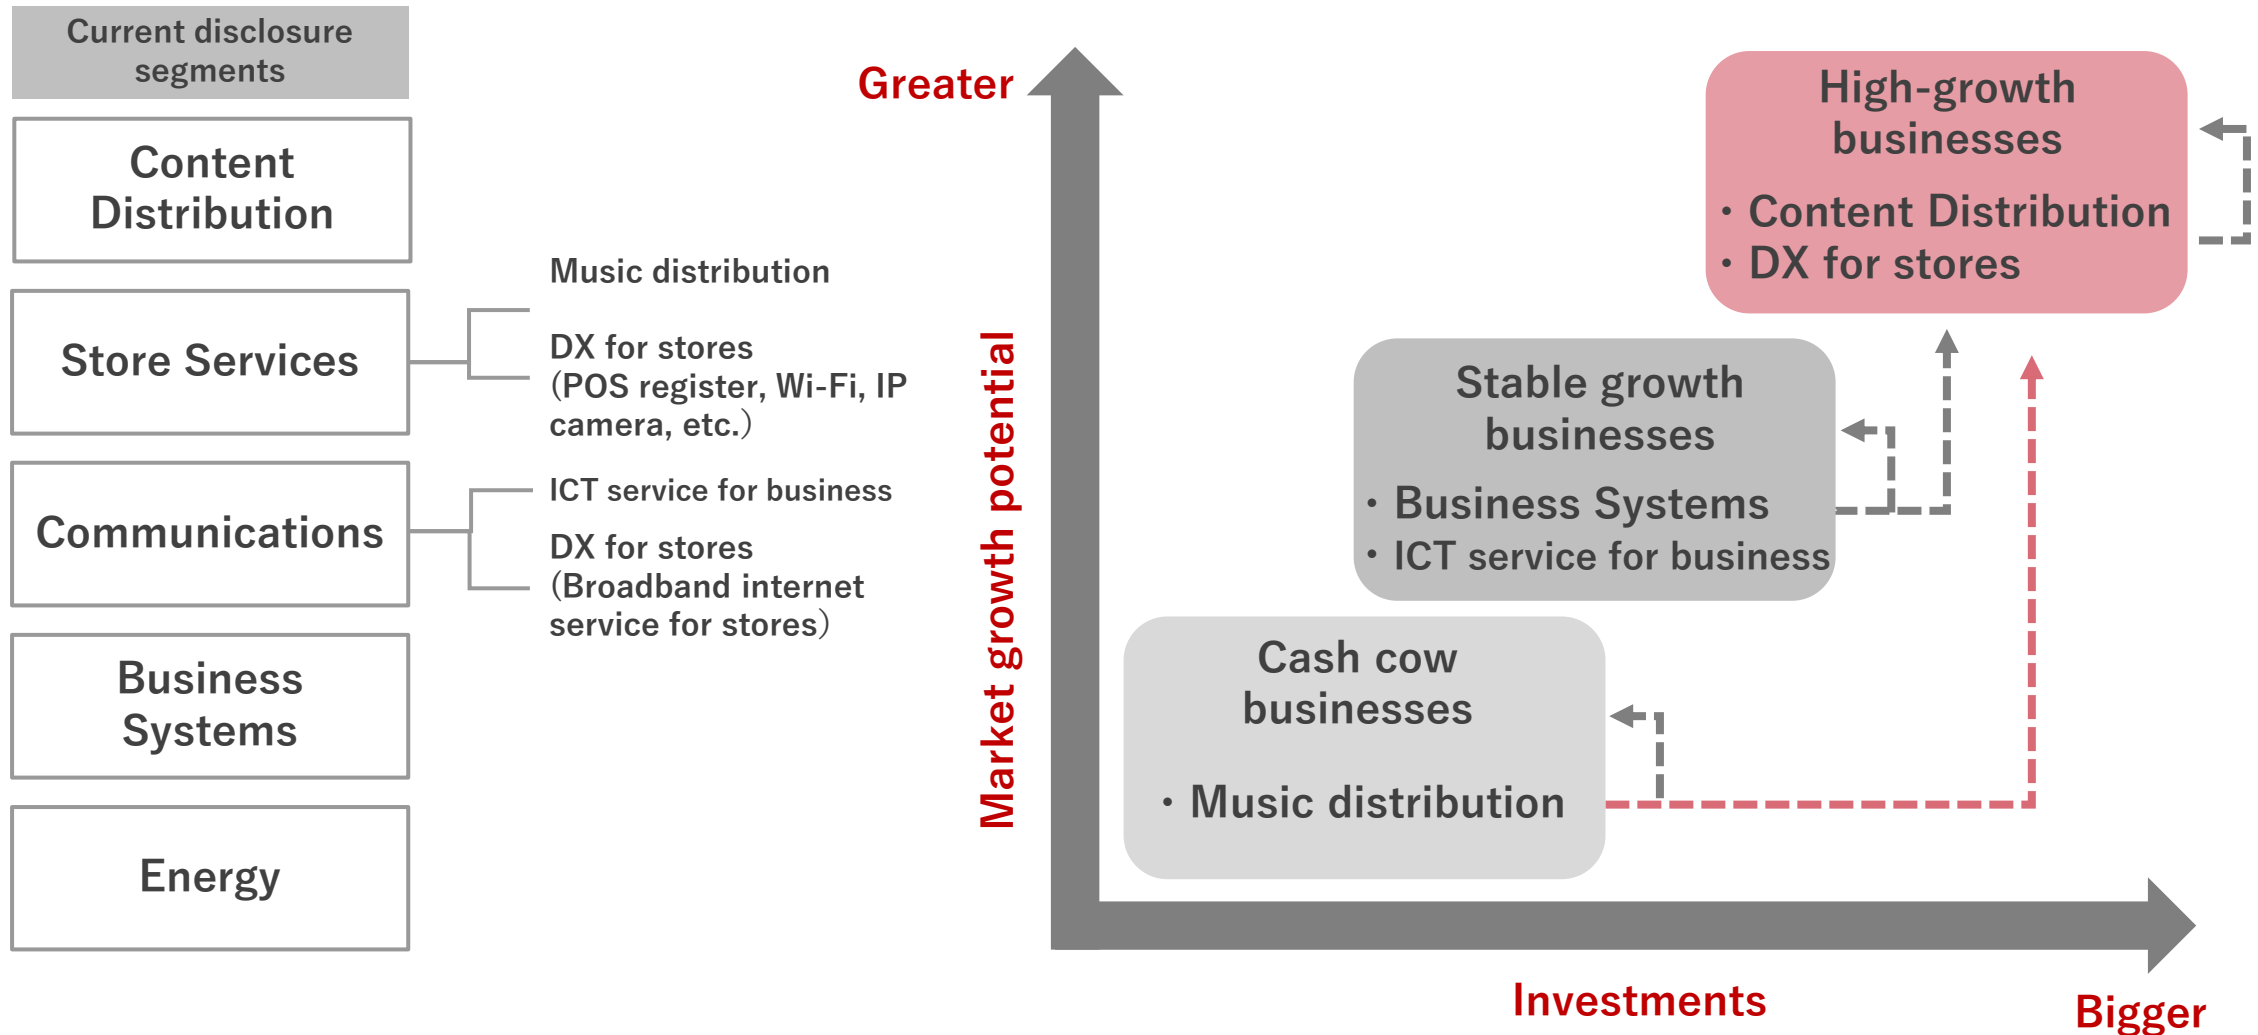 Current disclosure
segments
Content
Distribution
Store Services
Communications
Business
Systems
Energy
Music distribution
DX for stores
(POS register, Wi-Fi, IP
camera, etc.)
ICT service for business
DX for stores
(Broadband internet
service for stores)
Greater
Market growth potential
High-growth
businesses
・Content Distribution
・DX for stores
Stable growth
businesses
・Business Systems
・ICT service for business
Cash cow
businesses
・Music distribution
Investments
Bigger